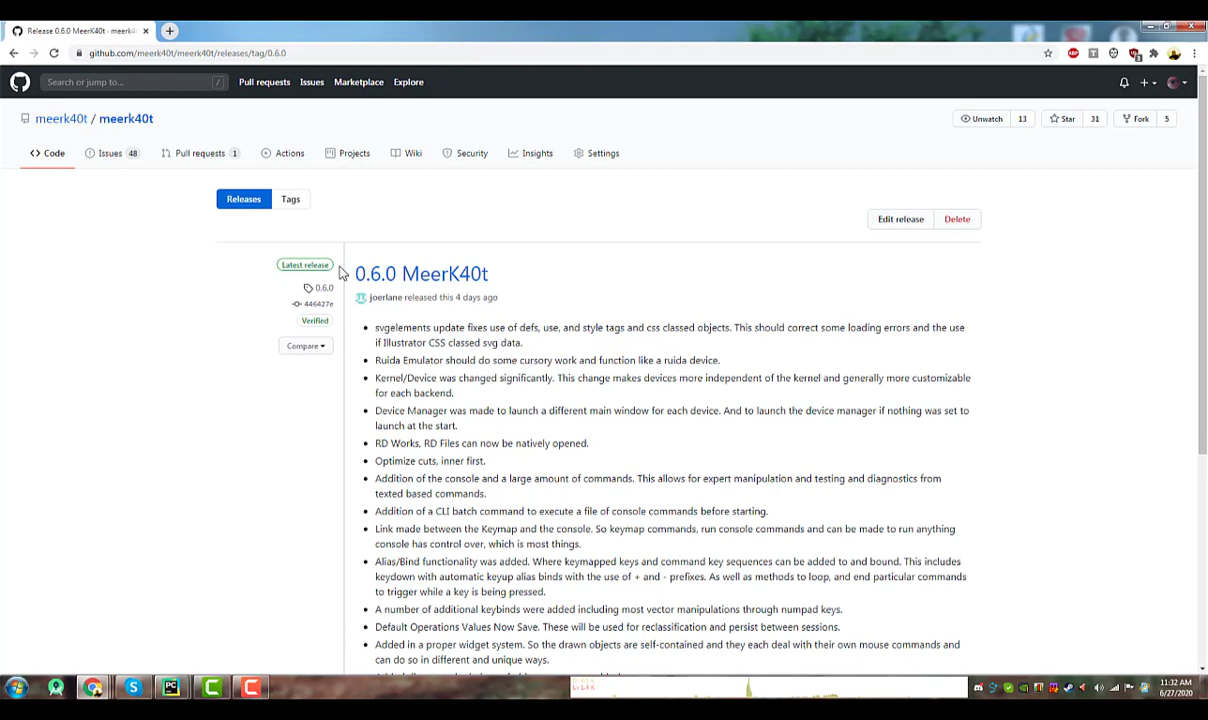 Release 0.6.0 MeerK40t · meerk4
github.com/meerk40t/meerk40t/releases/tag/0.6.0
Search or jump to... /
Pull requests Issues Marketplace Explore
meerk40t / meerk40t
Unwatch 13 Star 31 Fork 5
Code Issues 48 Pull requests 1 Actions Projects Wiki Security Insights Settings
Releases Tags
Edit release Delete
Latest release
0.6.0
446427e
Verified
Compare
0.6.0 MeerK40t
joerlane released this 4 days ago
svgelements update fixes use of defs, use, and style tags and css classed objects. This should correct some loading errors and the use
if Illustrator CSS classed svg data.
Ruida Emulator should do some cursory work and function like a ruida device.
Kernel/Device was changed significantly. This change makes devices more independent of the kernel and generally more customizable
for each backend.
Device Manager was made to launch a different main window for each device. And to launch the device manager if nothing was set to
launch at the start.
RD Works, RD Files can now be natively opened.
Optimize cuts, inner first.
Addition of the console and a large amount of commands. This allows for expert manipulation and testing and diagnostics from
texted based commands.
Addition of a CLI batch command to execute a file of console commands before starting.
Link made between the Keymap and the console. So keymap commands, run console commands and can be made to run anything
console has control over, which is most things.
Alias/Bind functionality was added. Where keymapped keys and command key sequences can be added to and bound. This includes
keydown with automatic keyup alias binds with the use of + and - prefixes. As well as methods to loop, and end particular commands
to trigger while a key is being pressed.
A number of additional keybinds were added including most vector manipulations through numpad keys.
Default Operations Values Now Save. These will be used for reclassification and persist between sessions.
Added in a proper widget system. So the drawn objects are self-contained and they each deal with their own mouse commands and
can do so in different and unique ways.
11:32 AM
6/27/2020